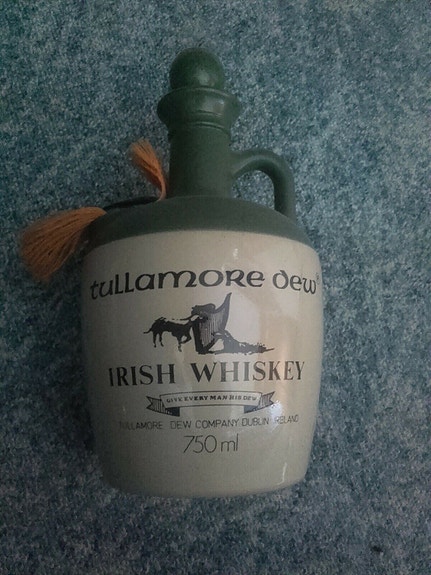 tullamore dew®
IRISH WHISKEY
GIVE EVERY MAN HIS DEW
TULLAMORE DEW COMPANY DUBLIN IRELAND
750 ml